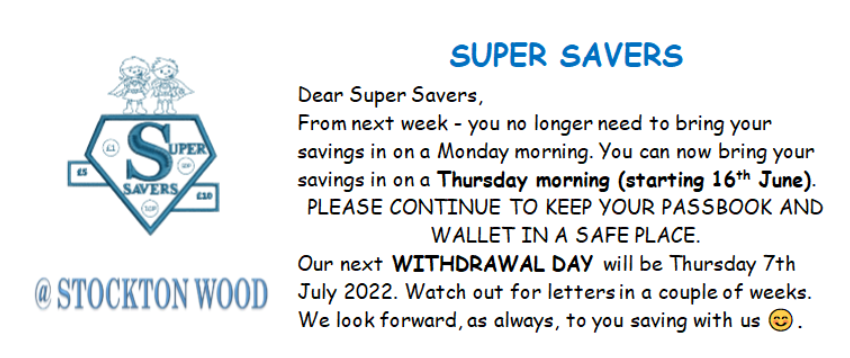 SUPER SAVERS
Dear Super Savers,
From next week - you no longer need to bring your
savings in on a Monday morning. You can now bring your
savings in on a Thursday morning (starting 16th June).
PLEASE CONTINUE TO KEEP YOUR PASSBOOK AND
WALLET IN A SAFE PLACE.
Our next WITHDRAWAL DAY will be Thursday 7th
July 2022. Watch out for letters in a couple of weeks.
We look forward, as always, to you saving with us 😊.
£1
SUPER
£5
SAVERS
£10
@ STOCKTON WOOD